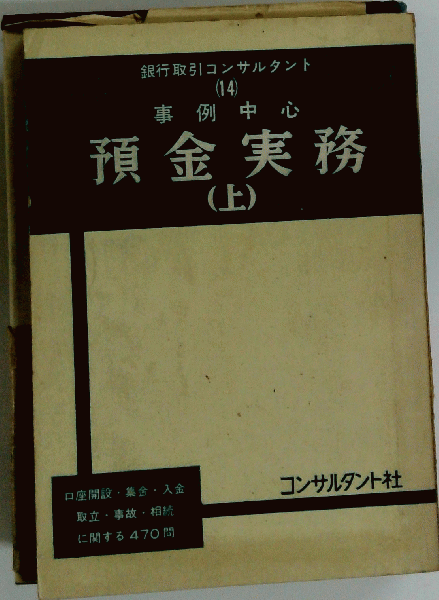 銀行取引コンサルタント
(14)
事例中心
預金実務
(上)
コンサルタント社
口座開設・集金・入金
取立・事故・相続
に関する470問